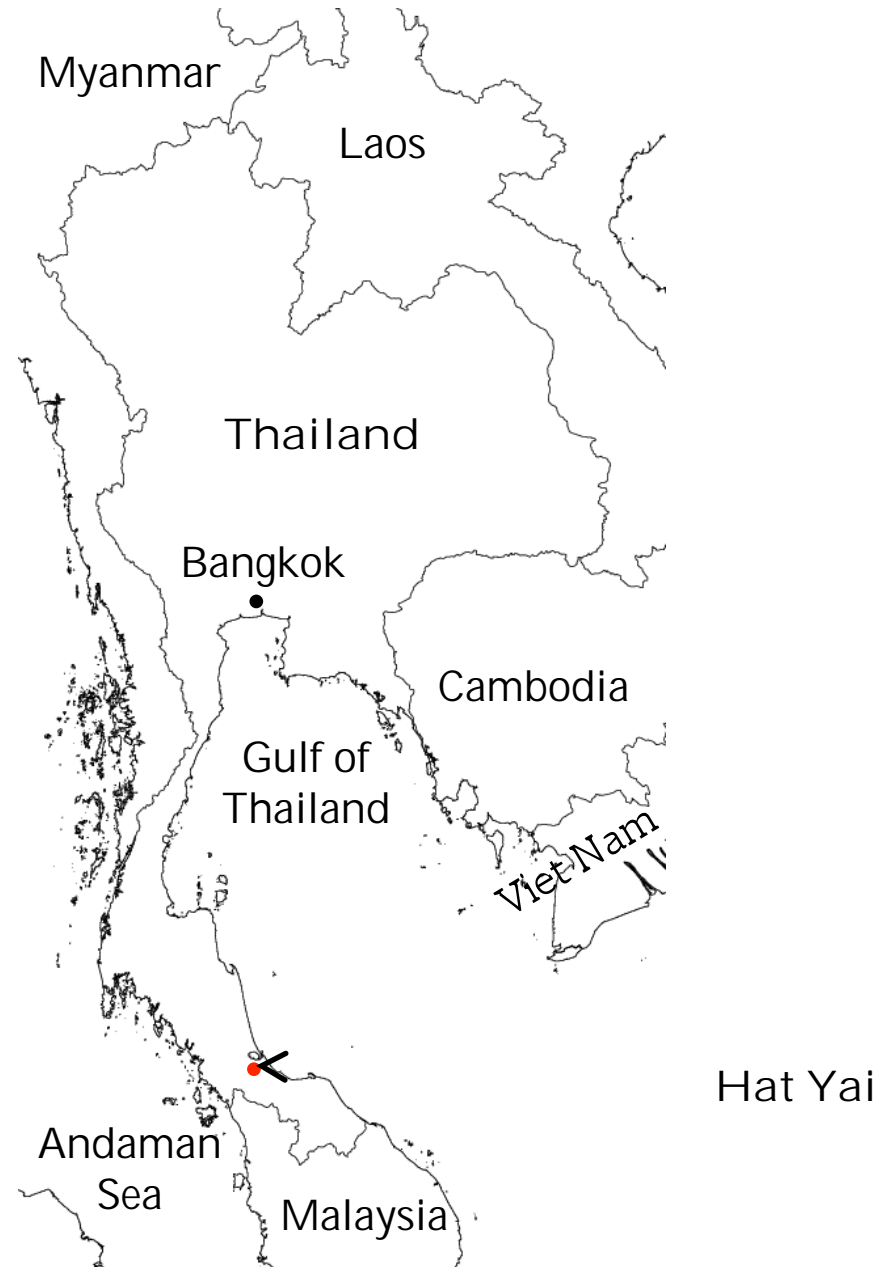 Myanmar
Laos
Thailand
Bangkok
Cambodia
Gulf of
Thailand
Viet Nam
Hat Yai
Andaman
Sea
Malaysia